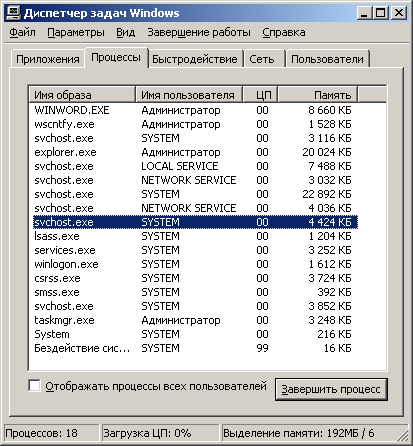 Диспетчер задач Windows
Файл Параметры Вид Завершение работы Справка
Приложения Процессы Быстродействие Сеть Пользователи
Имя образа Имя пользователя ЦП Память
WINWORD.EXE Администратор 00 8 660 КБ
wscntfy.exe Администратор 00 1 528 КБ
svchost.exe SYSTEM 00 3 116 КБ
explorer.exe Администратор 00 20 024 КБ
svchost.exe LOCAL SERVICE 00 7 488 КБ
svchost.exe NETWORK SERVICE 00 3 032 КБ
svchost.exe SYSTEM 00 22 892 КБ
svchost.exe NETWORK SERVICE 00 4 036 КБ
svchost.exe SYSTEM 00 4 424 КБ
lsass.exe SYSTEM 00 1 204 КБ
services.exe SYSTEM 00 3 252 КБ
winlogon.exe SYSTEM 00 1 612 КБ
csrss.exe SYSTEM 00 3 724 КБ
smss.exe SYSTEM 00 392 КБ
svchost.exe SYSTEM 00 3 852 КБ
taskmgr.exe Администратор 00 3 248 КБ
System SYSTEM 00 216 КБ
Бездействие сис... SYSTEM 99 16 КБ
Отображать процессы всех пользователей Завершить процесс
Процессов: 18 Загрузка ЦП: 0% Выделение памяти: 192МБ / 6